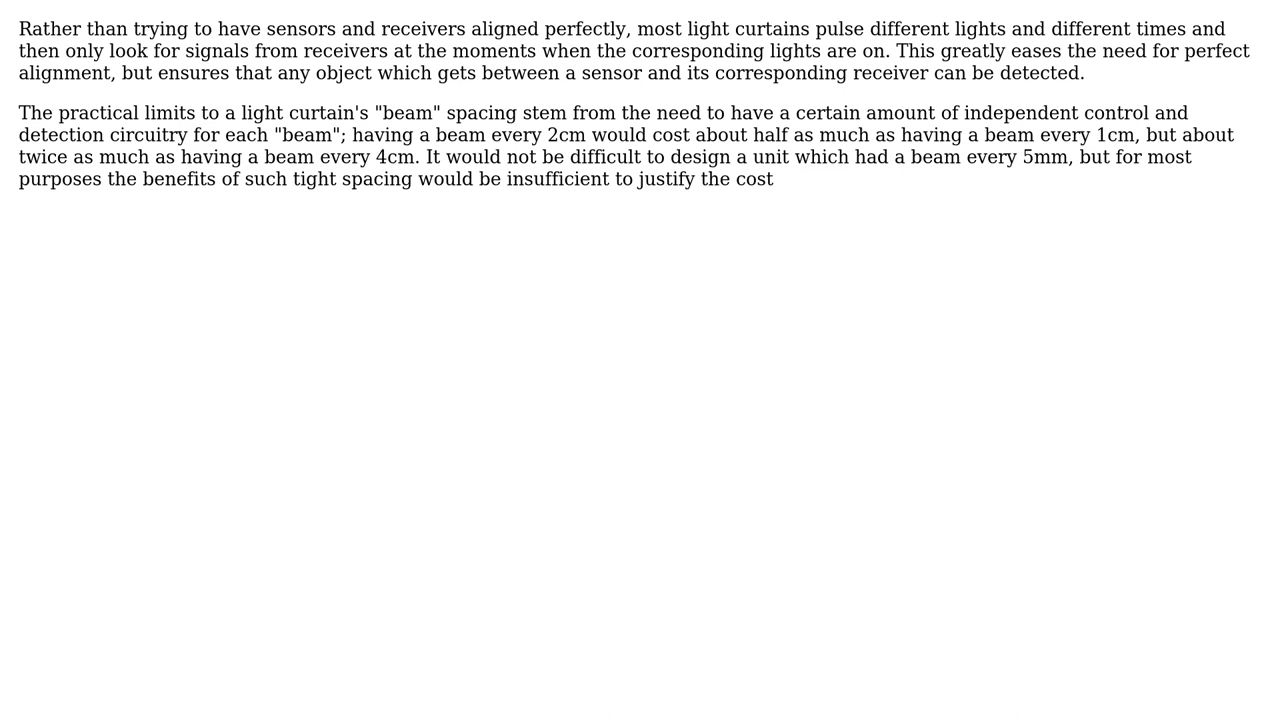 Rather than trying to have sensors and receivers aligned perfectly, most light curtains pulse different lights and different times and
then only look for signals from receivers at the moments when the corresponding lights are on. This greatly eases the need for perfect
alignment, but ensures that any object which gets between a sensor and its corresponding receiver can be detected.
The practical limits to a light curtain's "beam" spacing stem from the need to have a certain amount of independent control and
detection circuitry for each "beam"; having a beam every 2cm would cost about half as much as having a beam every 1cm, but about
twice as much as having a beam every 4cm. It would not be difficult to design a unit which had a beam every 5mm, but for most
purposes the benefits of such tight spacing would be insufficient to justify the cost